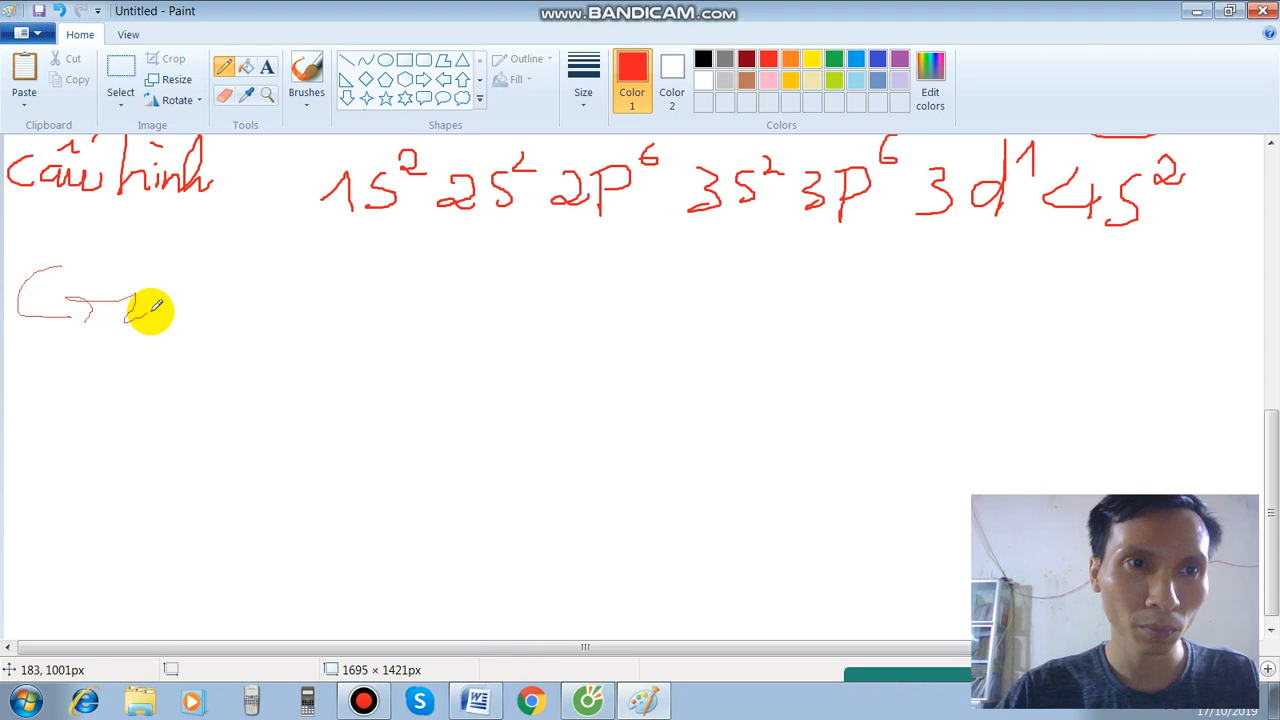 Untitled - Paint
www.BANDICAM.com
Home View
Paste
Cut
Copy
Clipboard
Select
Crop
Resize
Rotate
Image
Tools
Brushes
Shapes
Outline
Fill
Size
Color 1
Color 2
Edit colors
Colors
Cấu hình 1s² 2s² 2p⁶ 3s² 3p⁶ 3d¹ 4s²
183, 1001px
1695 × 1421px
17/10/2019